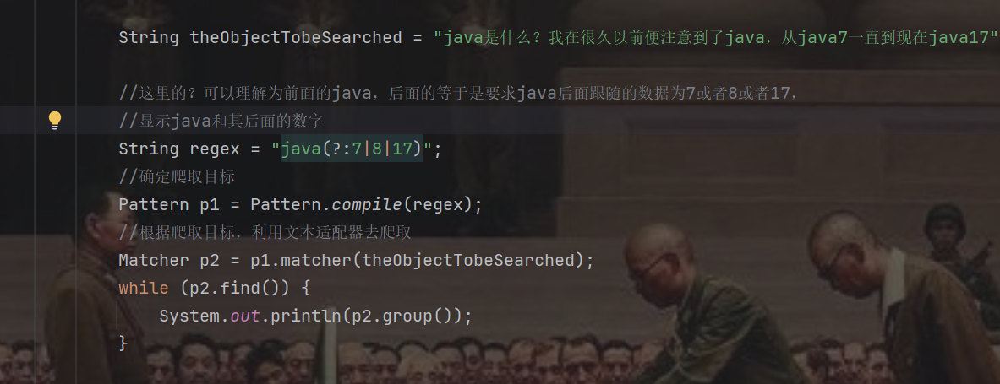 String theObjectTobeSearched = "java是什么？我在很久以前便注意到了java，从java7一直到现在java17"
//这里的？可以理解为前面的java，后面的等于是要求java后面跟随的数据为7或者8或者17，
//显示java和其后面的数字
String regex = "java(?:7|8|17)";
//确定爬取目标
Pattern p1 = Pattern.compile(regex);
//根据爬取目标，利用文本适配器去爬取
Matcher p2 = p1.matcher(theObjectTobeSearched);
while (p2.find()) {
System.out.println(p2.group());
}